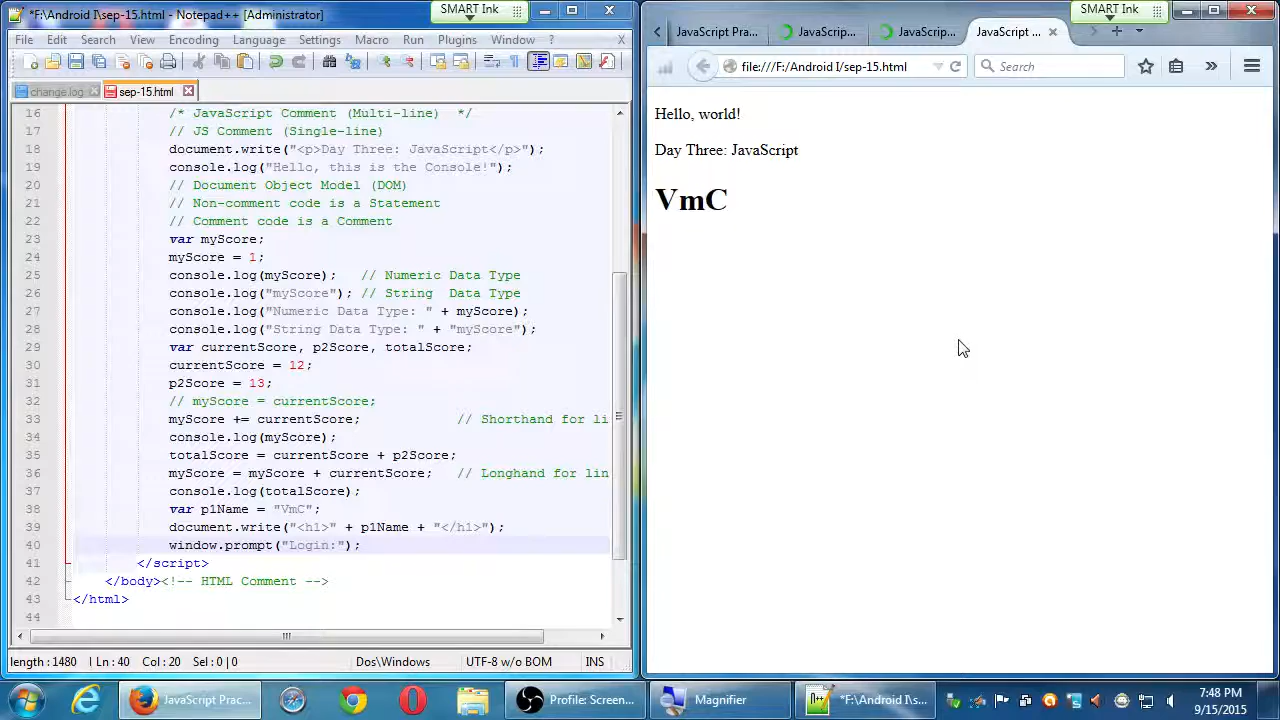 *F:\Android I\sep-15.html - Notepad++ [Administrator]
SMART Ink
File Edit Search View Encoding Language Settings Macro Run Plugins Window ? X
change.log sep-15.html
16 /* JavaScript Comment (Multi-line) */
17 // JS Comment (Single-line)
18 document.write("<p>Day Three: JavaScript</p>");
19 console.log("Hello, this is the Console!");
20 // Document Object Model (DOM)
21 // Non-comment code is a Statement
22 // Comment code is a Comment
23 var myScore;
24 myScore = 1;
25 console.log(myScore); // Numeric Data Type
26 console.log("myScore"); // String Data Type
27 console.log("Numeric Data Type: " + myScore);
28 console.log("String Data Type: " + "myScore");
29 var currentScore, p2Score, totalScore;
30 currentScore = 12;
31 p2Score = 13;
32 // myScore = currentScore;
33 myScore += currentScore; // Shorthand for li
34 console.log(myScore);
35 totalScore = currentScore + p2Score;
36 myScore = myScore + currentScore; // Longhand for lin
37 console.log(totalScore);
38 var p1Name = "VmC";
39 document.write("<h1>" + p1Name + "</h1>");
40 window.prompt("Login:");
41 </script>
42 </body><!-- HTML Comment -->
43 </html>
44
length : 1480 l Ln : 40 Col : 20 Sel : 0 | 0 Dos\Windows UTF-8 w/o BOM INS
SMART Ink
JavaScript Pra... JavaScrip... JavaScrip... JavaScript ...
file:///F:/Android I/sep-15.html Search
Hello, world!
Day Three: JavaScript
VmC
JavaScript Prac... Profile: Screen... Magnifier *F:\Android I\s...
7:48 PM
9/15/2015